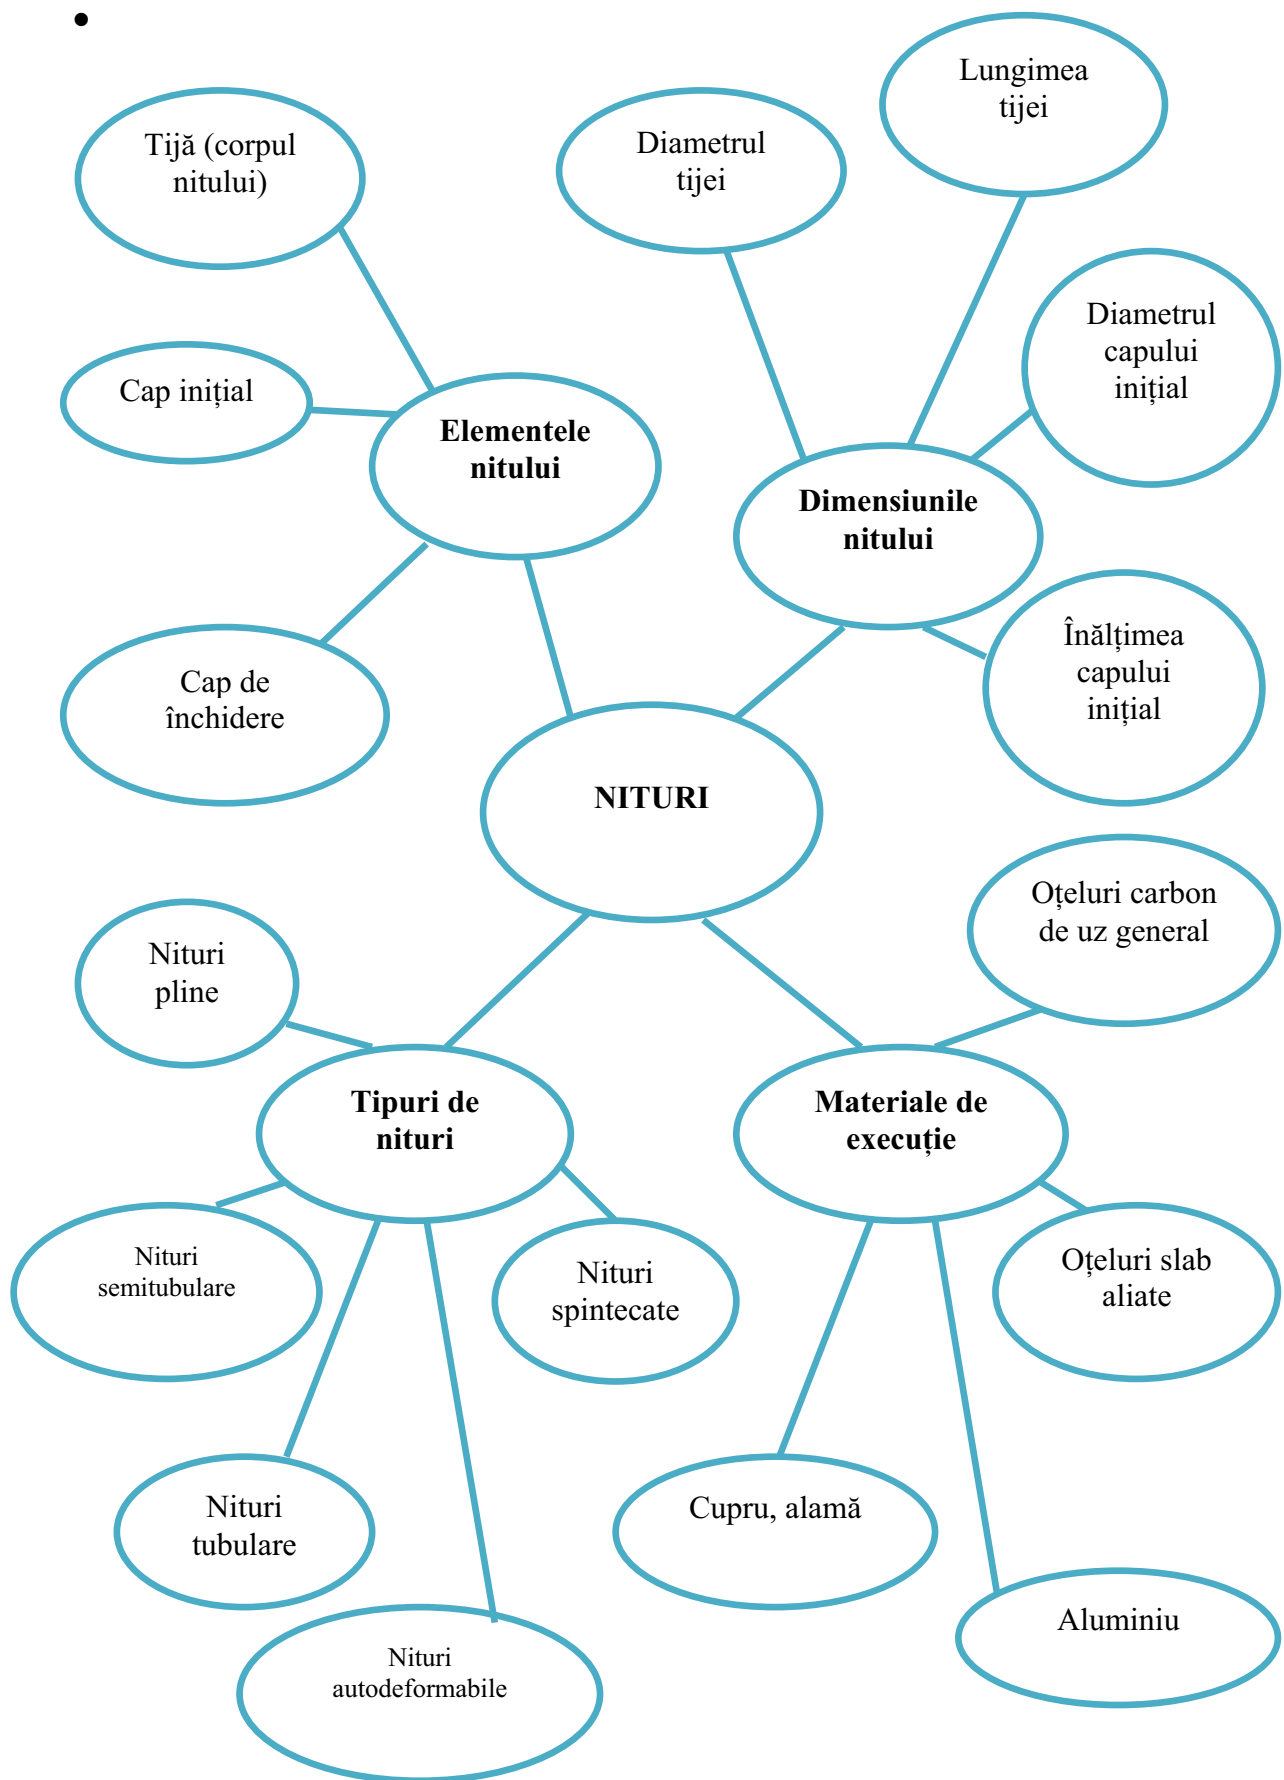 •
Lungimea
tijei
Tijă (corpul
nitului)
Diametrul
tijei
Diametrul
capului
inițial
Cap inițial
Elementele
nitului
Dimensiunile
nitului
Înălțimea
capului
inițial
Cap de
închidere
NITURI
Oțeluri carbon
de uz general
Nituri
pline
Tipuri de
nituri
Materiale de
execuție
Nituri
semitubulare
Nituri
spintecate
Oțeluri slab
aliate
Nituri
tubulare
Cupru, alamă
Aluminiu
Nituri
autodeformabile